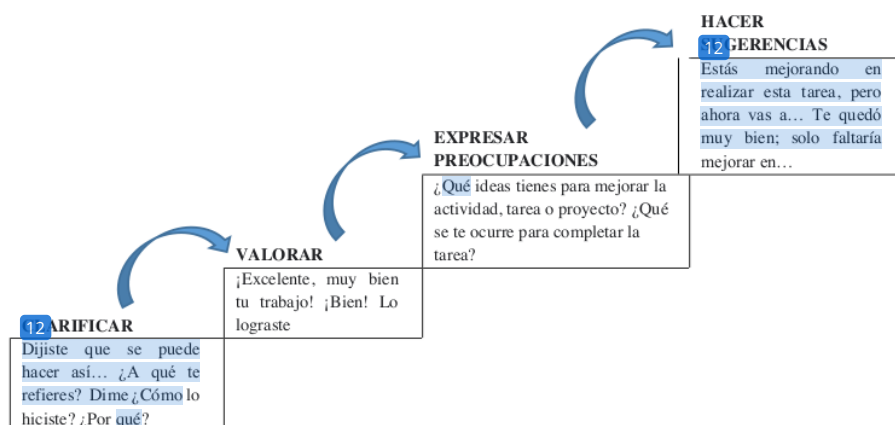 HACER
12 GERENCIAS
Estás mejorando en
realizar esta tarea, pero
ahora vas a… Te quedó
muy bien; solo faltaría
mejorar en…
EXPRESAR
PREOCUPACIONES
¿Qué ideas tienes para mejorar la
actividad, tarea o proyecto? ¿Qué
se te ocurre para completar la
tarea?
VALORAR
¡Excelente, muy bien
tu trabajo! ¡Bien! Lo
lograste
12 ARIFICAR
Dijiste que se puede
hacer así… ¿A qué te
refieres? Dime ¿Cómo lo
hiciste? ¿Por qué?